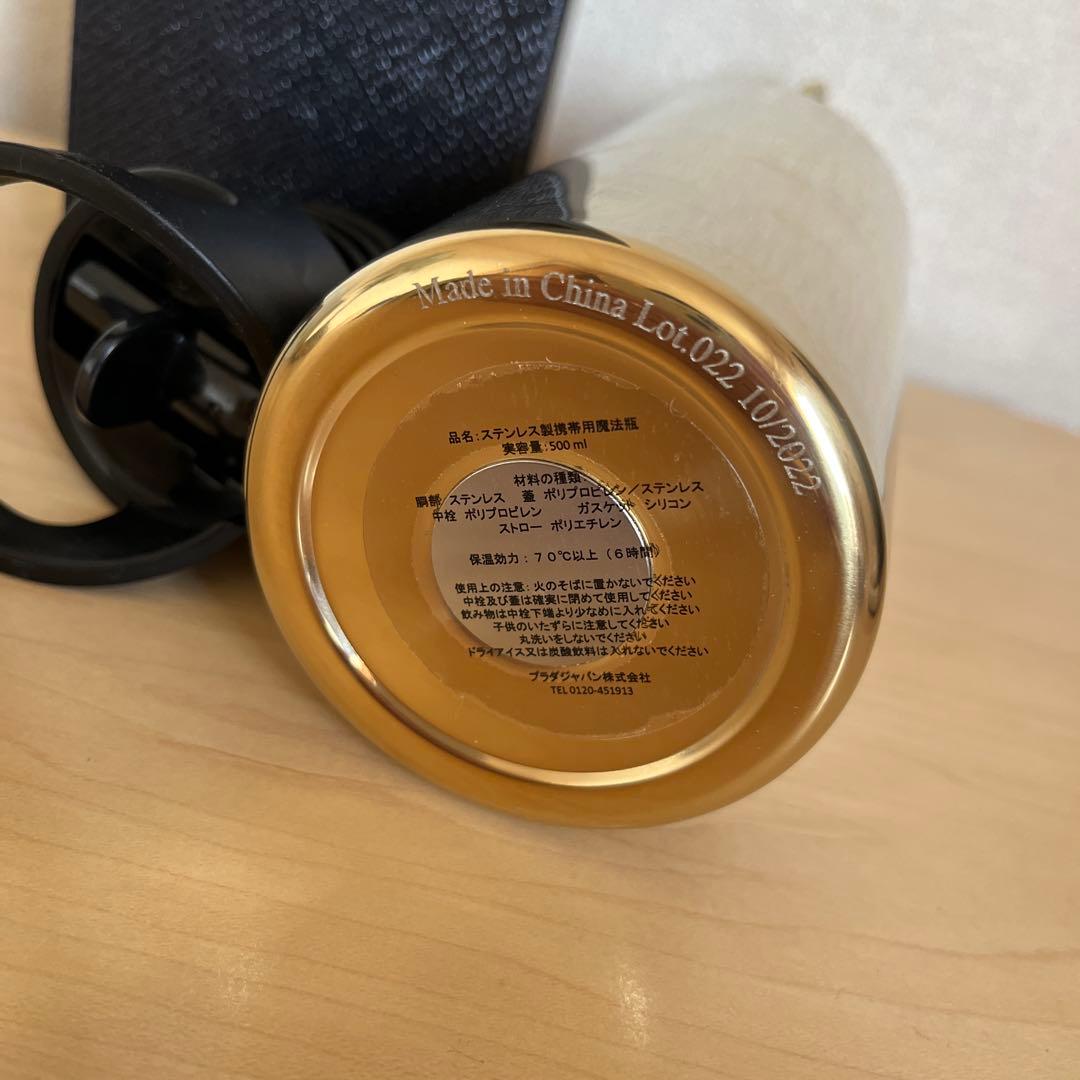 Made in China Lot.022 10/2022
品名：ステンレス製携帯用魔法瓶
実容量：500 ml
材料の種類：
胴部 ステンレス 蓋 ポリプロピレン／ステンレス
中栓 ポリプロピレン ガスケット シリコン
ストロー ポリエチレン
保温効力：７０℃以上（６時間）
使用上の注意：火のそばに置かないでください
中栓及び蓋は確実に閉めて使用してください
飲み物は中栓下端より少なめに入れてください
子供のいたずらに注意してください
丸洗いをしないでください
ドライアイス又は炭酸飲料は入れないでください
プラダジャパン株式会社
TEL 0120-451913